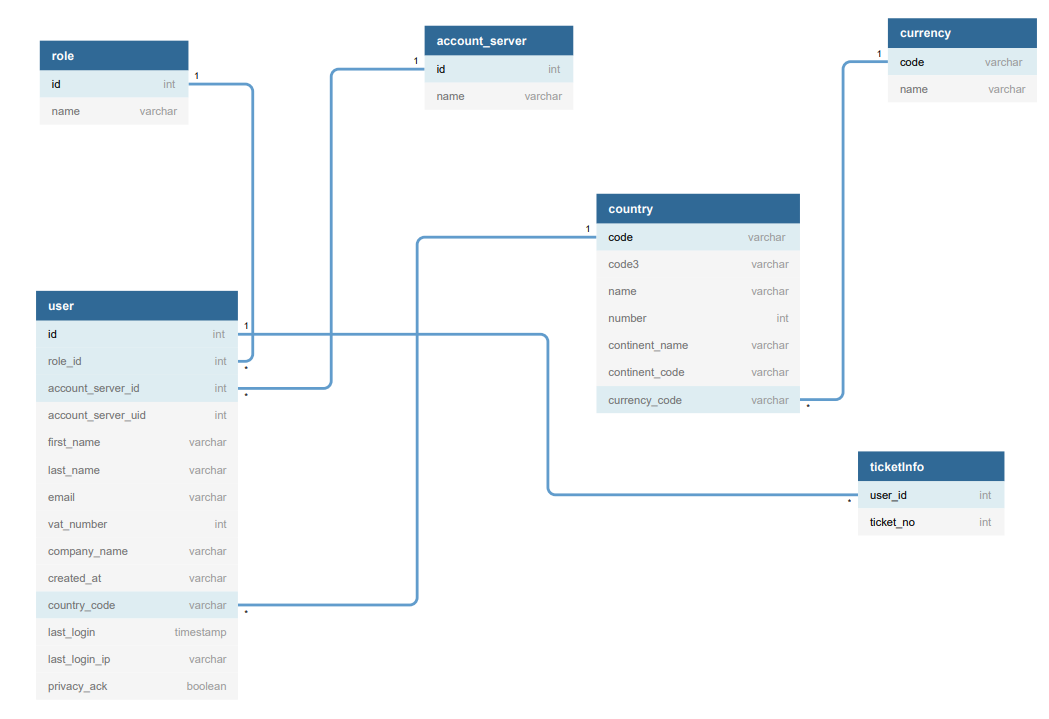 role
id int
name varchar
1
account_server
id int
name varchar
1
currency
code varchar
name varchar
1
country
code varchar
code3 varchar
name varchar
number int
continent_name varchar
continent_code varchar
currency_code varchar
1
*
user
id int
role_id int
account_server_id int
account_server_uid int
first_name varchar
last_name varchar
email varchar
vat_number int
company_name varchar
created_at varchar
country_code varchar
last_login timestamp
last_login_ip varchar
privacy_ack boolean
1
*
*
*
ticketInfo
user_id int
ticket_no int
*